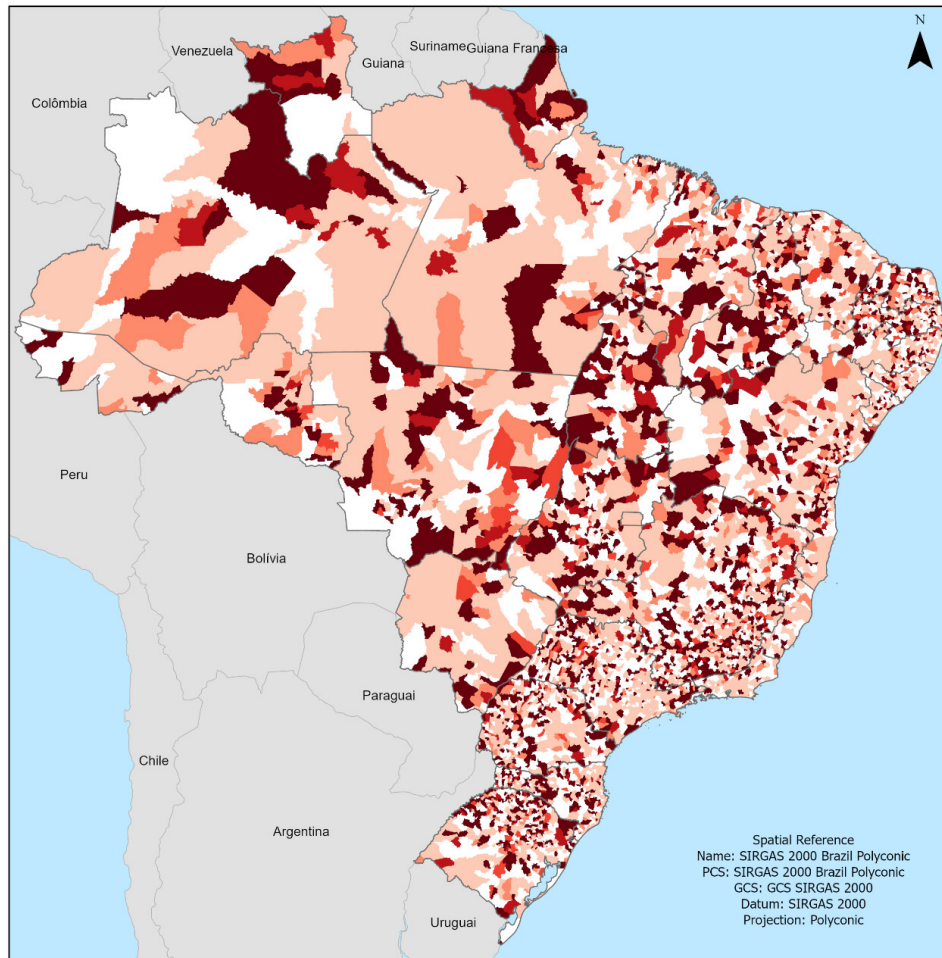 N
Venezuela
Suriname
Guiana Francesa
Guiana
Colômbia
Peru
Bolívia
Paraguai
Chile
Argentina
Uruguai
Spatial Reference
Name: SIRGAS 2000 Brazil Polyconic
PCS: SIRGAS 2000 Brazil Polyconic
GCS: GCS SIRGAS 2000
Datum: SIRGAS 2000
Projection: Polyconic